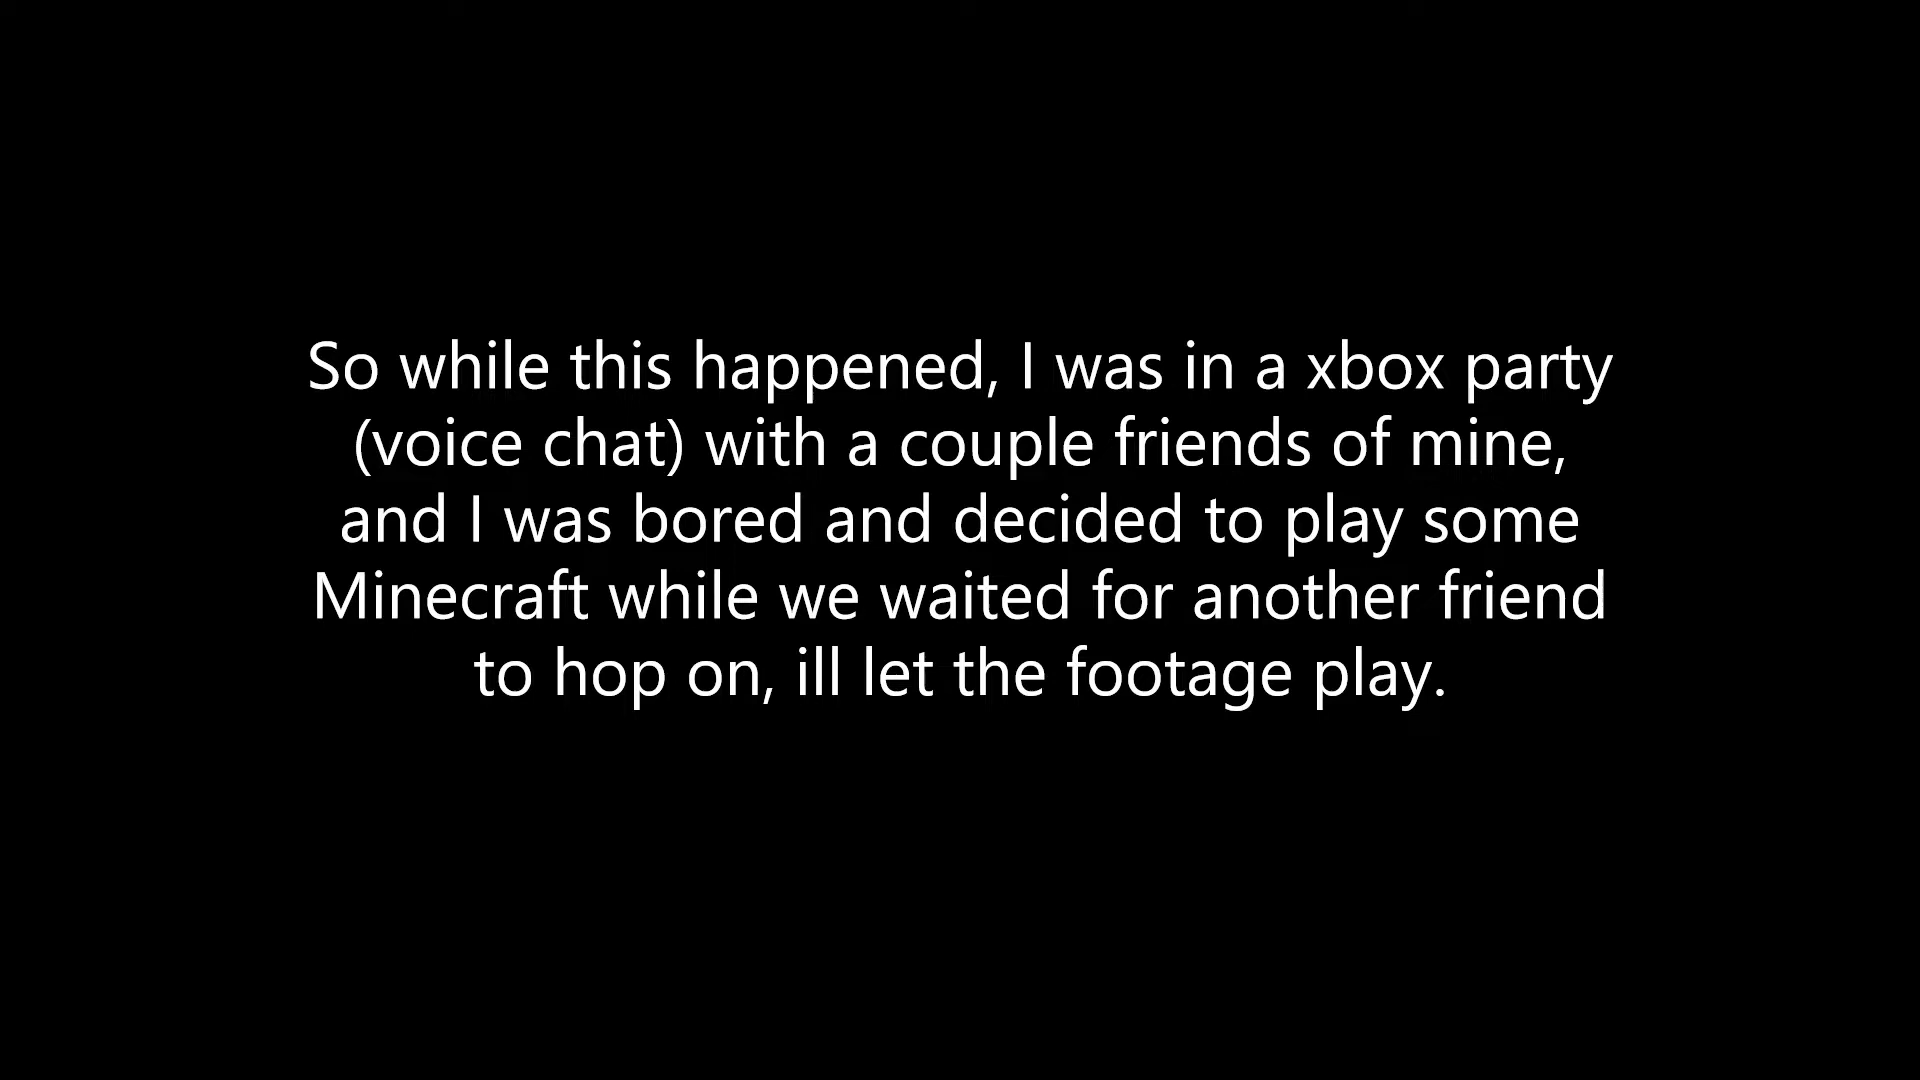 So while this happened, I was in a xbox party
(voice chat) with a couple friends of mine,
and I was bored and decided to play some
Minecraft while we waited for another friend
to hop on, ill let the footage play.